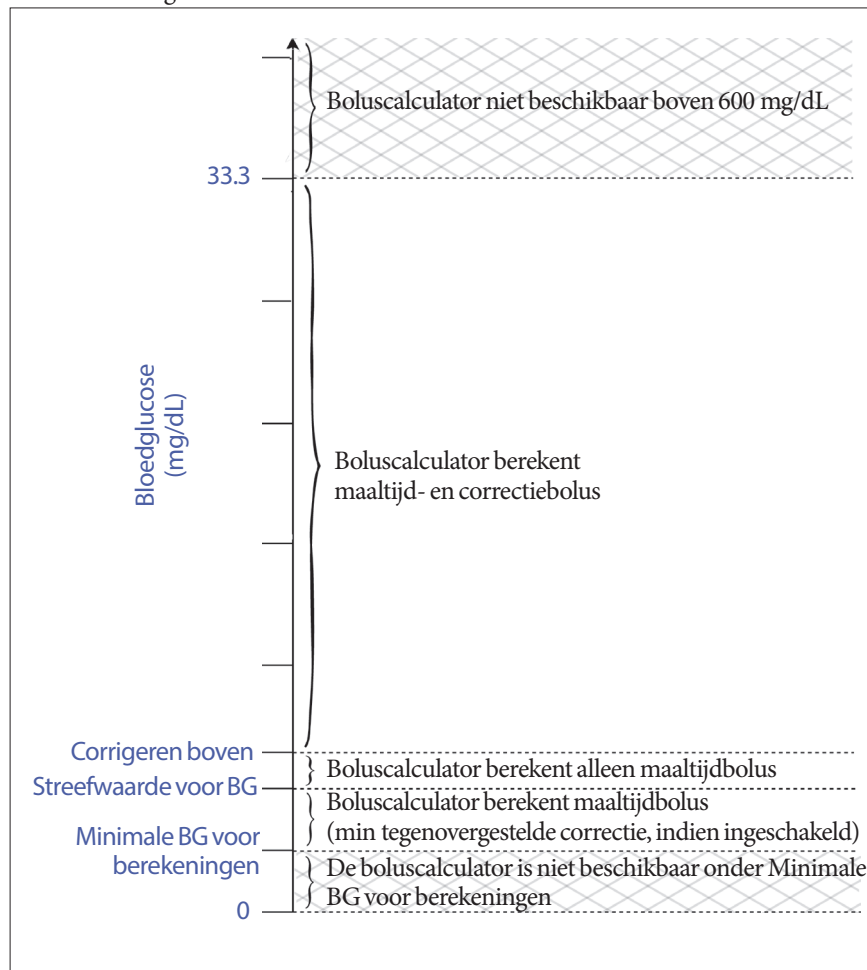 Boluscalculator niet beschikbaar boven 600 mg/dL
33.3
Bloedglucose
(mg/dL)
Boluscalculator berekent
maaltijd- en correctiebolus
Corrigeren boven
Boluscalculator berekent alleen maaltijdbolus
Streefwaarde voor BG
Boluscalculator berekent maaltijdbolus
(min tegenovergestelde correctie, indien ingeschakeld)
Minimale BG voor
berekeningen
De boluscalculator is niet beschikbaar onder Minimale
BG voor berekeningen
0